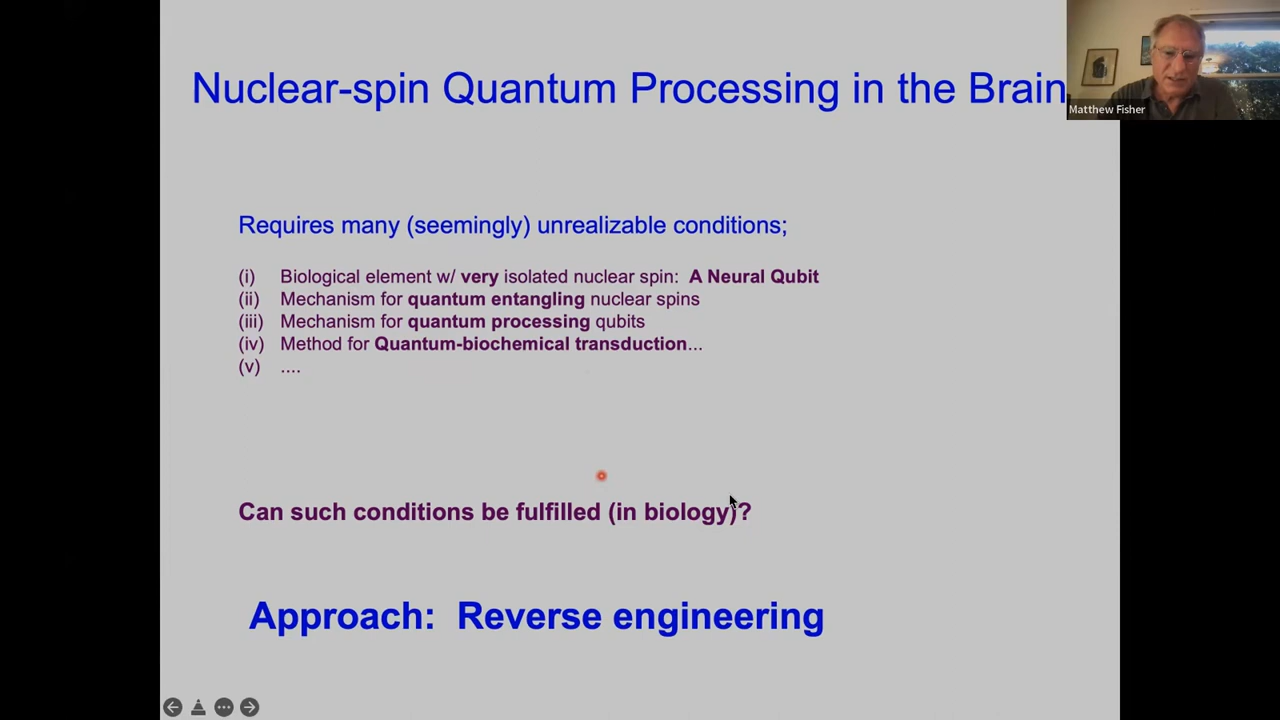 Nuclear-spin Quantum Processing in the Brain
Matthew Fisher
Requires many (seemingly) unrealizable conditions;
(i) Biological element w/ very isolated nuclear spin: A Neural Qubit
(ii) Mechanism for quantum entangling nuclear spins
(iii) Mechanism for quantum processing qubits
(iv) Method for Quantum-biochemical transduction...
(v) ....
Can such conditions be fulfilled (in biology)?
Approach: Reverse engineering